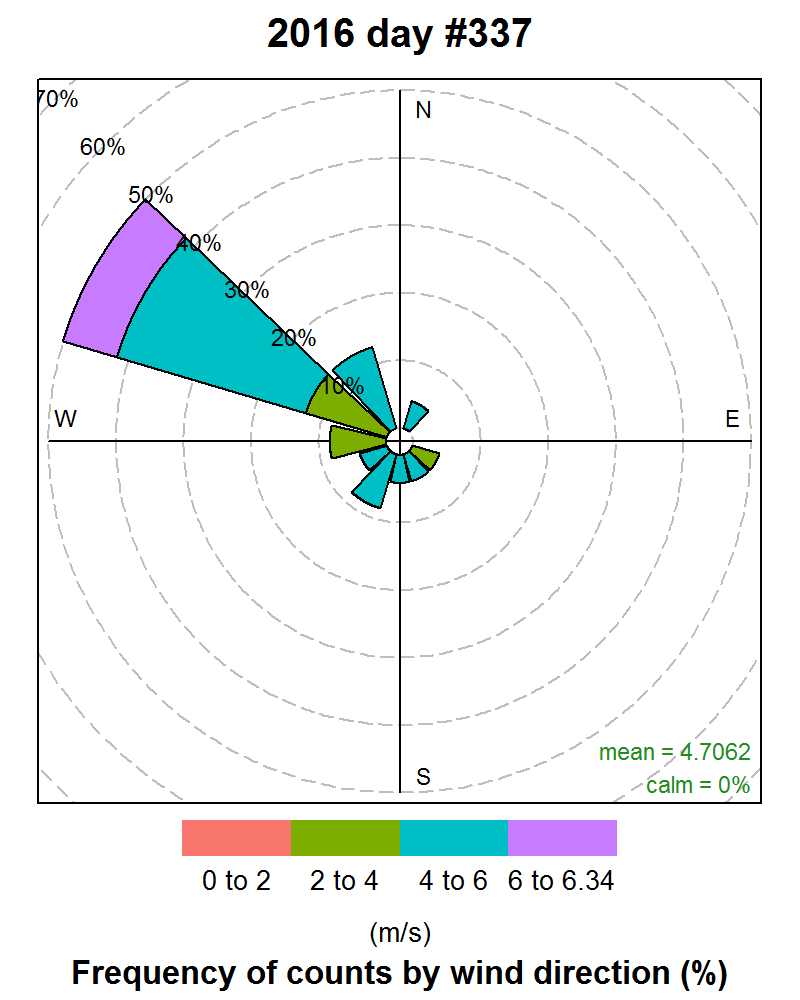 2016 day #337
70%
N
60%
50%
40%
30%
20%
10%
W
E
mean = 4.7062
S
calm = 0%
0 to 2
2 to 4
4 to 6
6 to 6.34
(m/s)
Frequency of counts by wind direction (%)